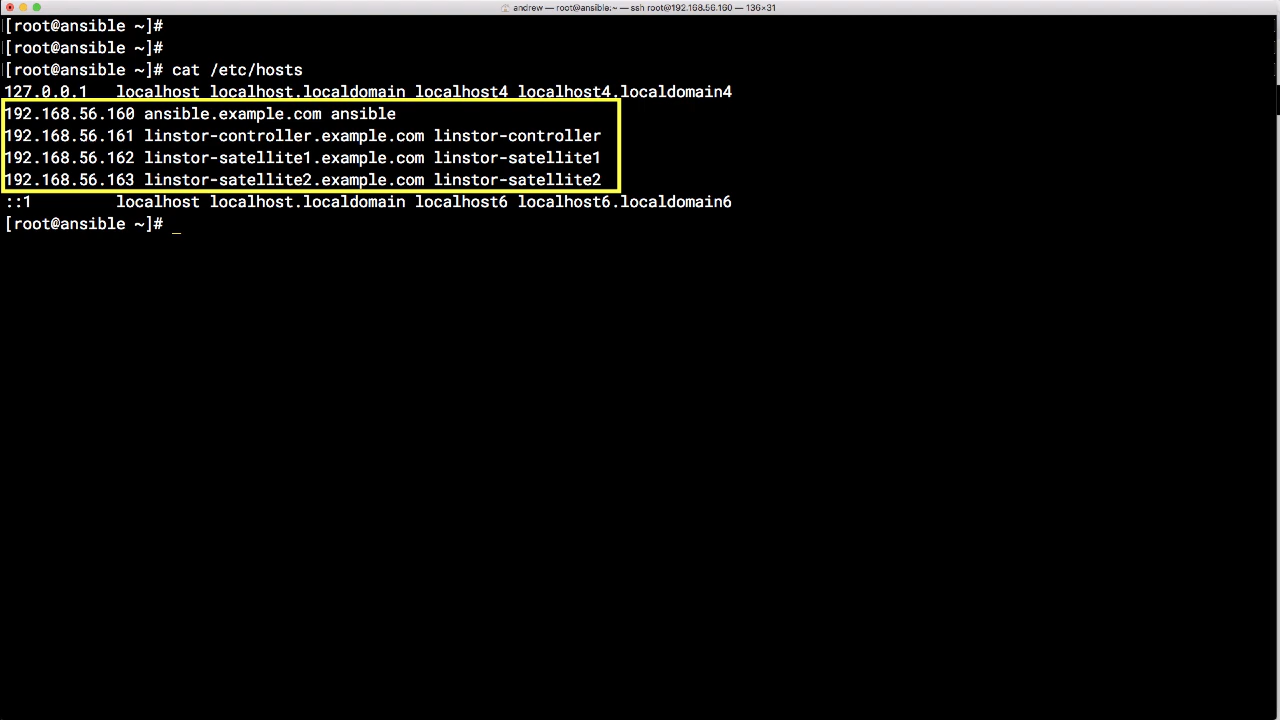 andrew — root@ansible:~ — ssh root@192.168.56.160 — 136×31
[root@ansible ~]#
[root@ansible ~]#
[root@ansible ~]# cat /etc/hosts
127.0.0.1   localhost localhost.localdomain localhost4 localhost4.localdomain4
192.168.56.160 ansible.example.com ansible
192.168.56.161 linstor-controller.example.com linstor-controller
192.168.56.162 linstor-satellite1.example.com linstor-satellite1
192.168.56.163 linstor-satellite2.example.com linstor-satellite2
::1         localhost localhost.localdomain localhost6 localhost6.localdomain6
[root@ansible ~]# _